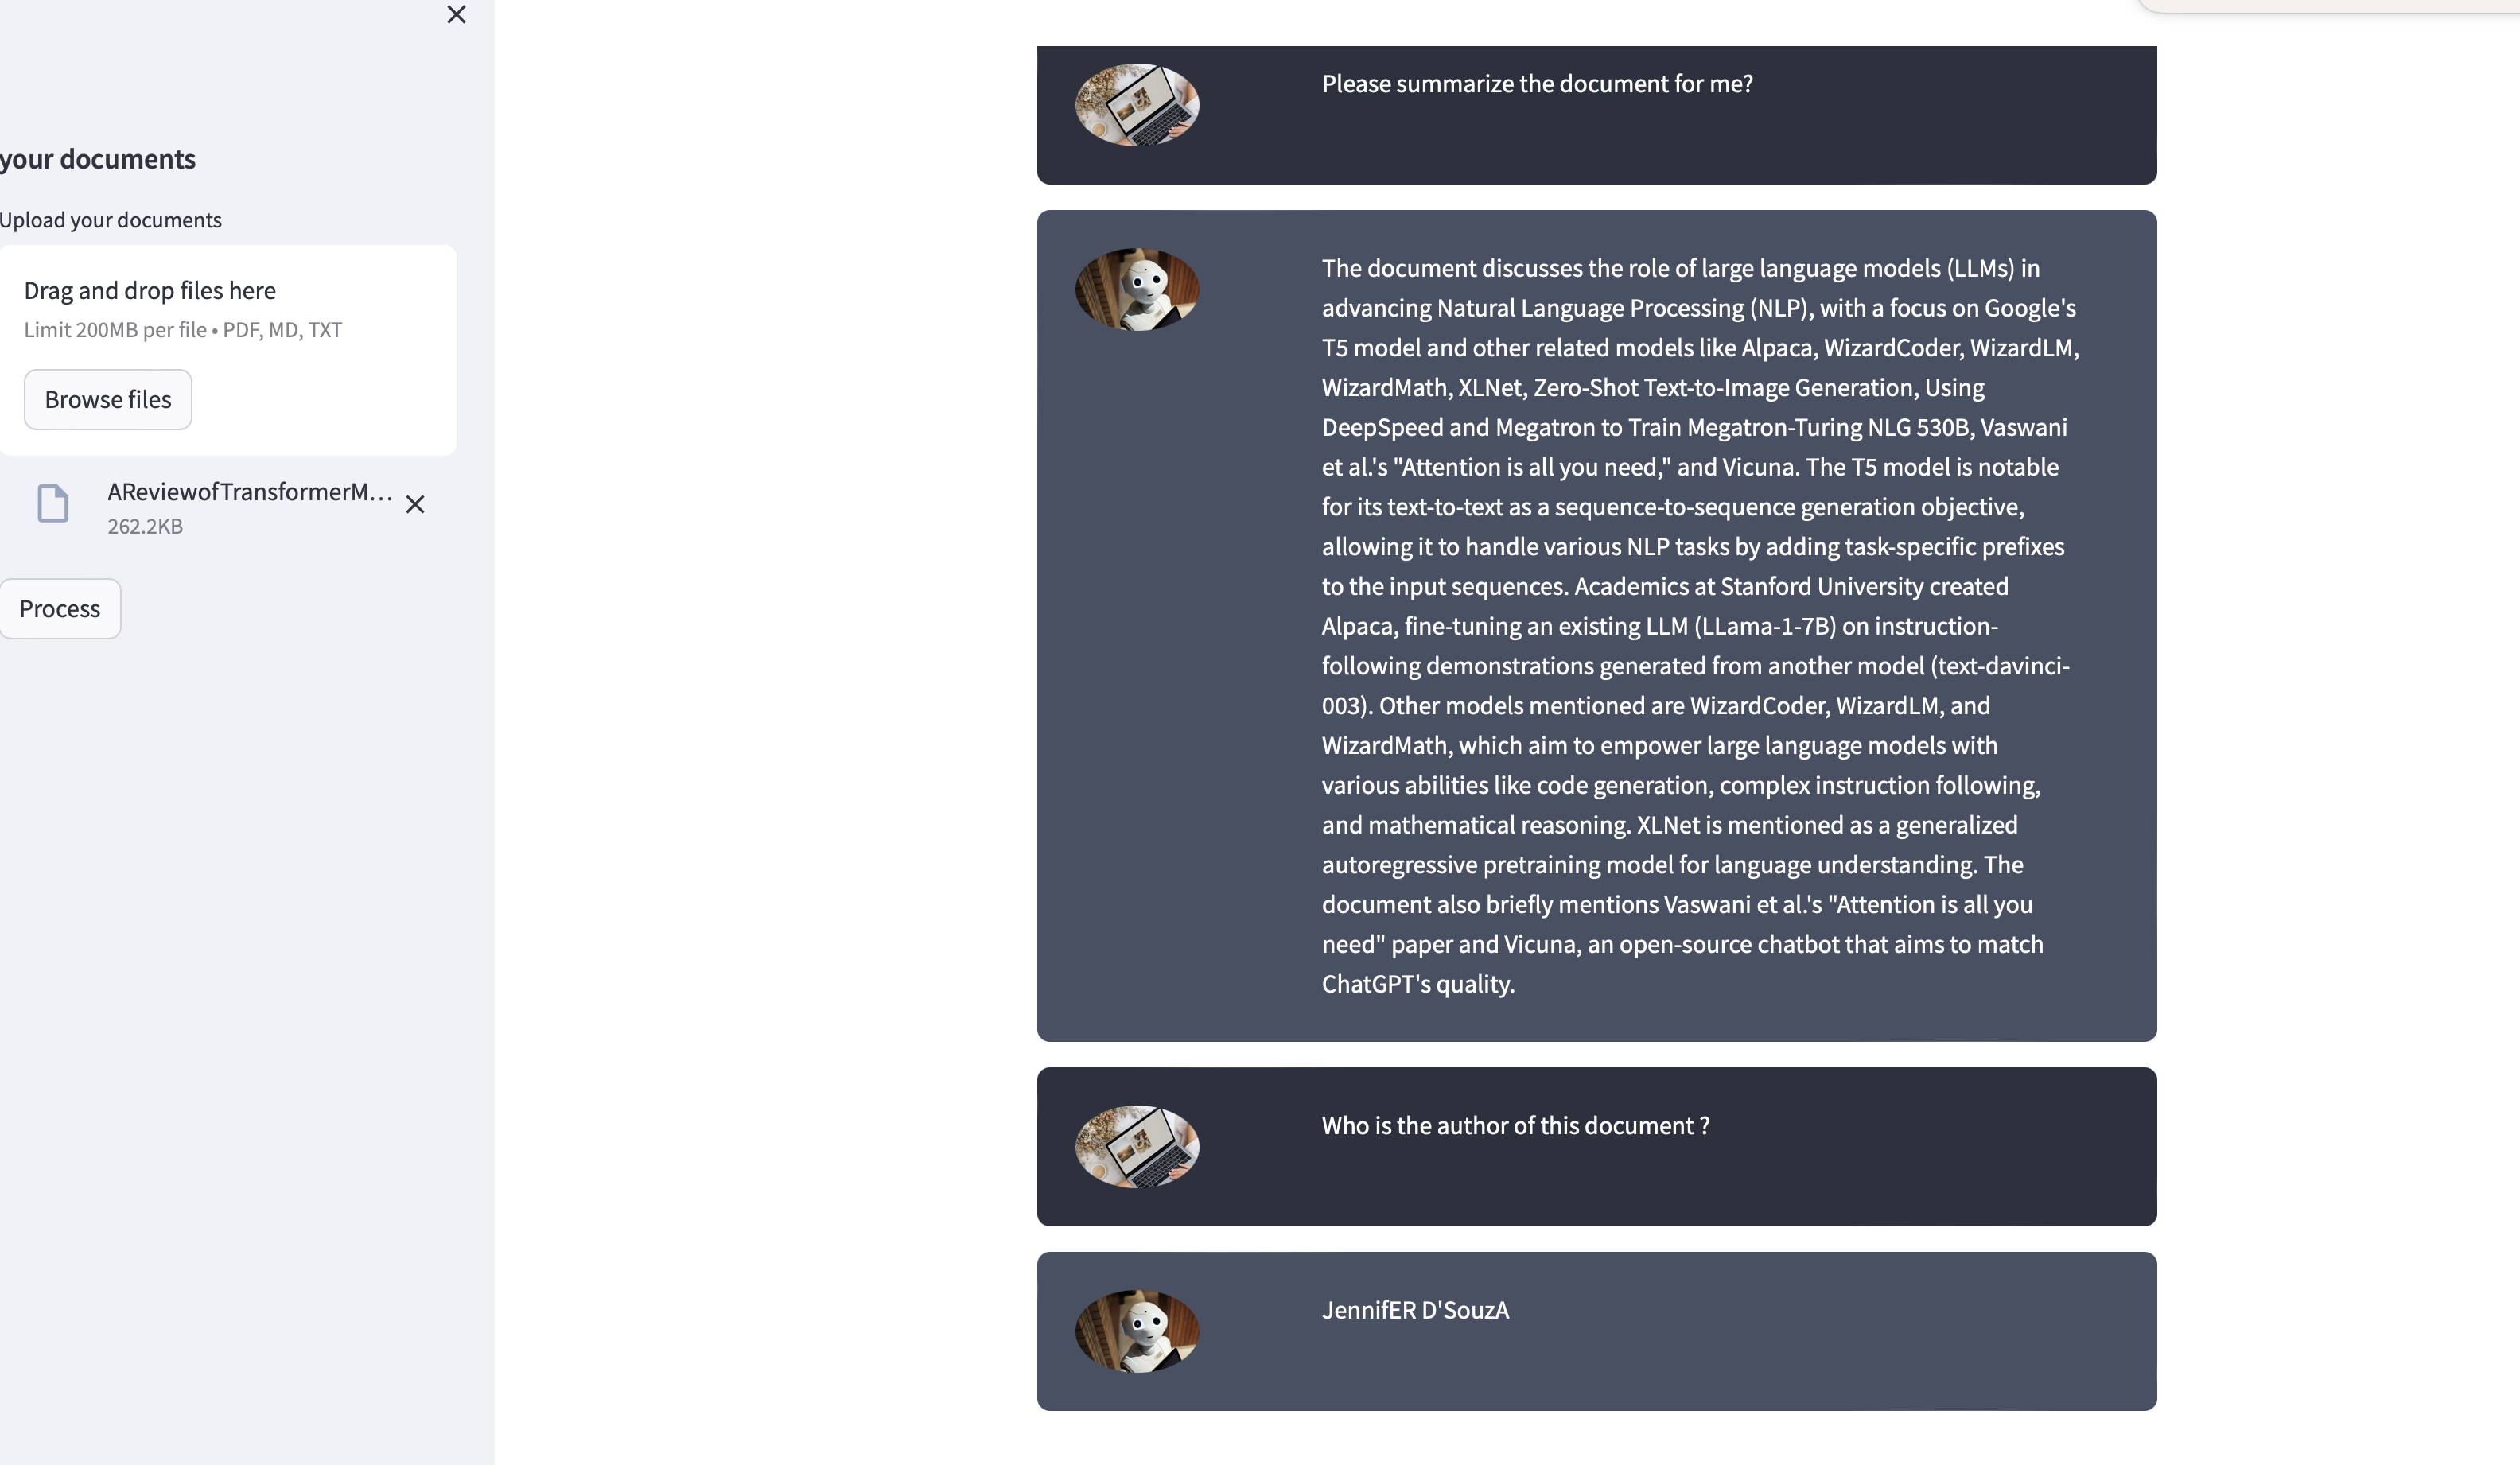 your documents
Upload your documents
Drag and drop files here
Limit 200MB per file • PDF, MD, TXT
Browse files
AReviewofTransformerM...
262.2KB
Process
Please summarize the document for me?
The document discusses the role of large language models (LLMs) in
advancing Natural Language Processing (NLP), with a focus on Google's
T5 model and other related models like Alpaca, WizardCoder, WizardLM,
WizardMath, XLNet, Zero-Shot Text-to-Image Generation, Using
DeepSpeed and Megatron to Train Megatron-Turing NLG 530B, Vaswani
et al.'s "Attention is all you need," and Vicuna. The T5 model is notable
for its text-to-text as a sequence-to-sequence generation objective,
allowing it to handle various NLP tasks by adding task-specific prefixes
to the input sequences. Academics at Stanford University created
Alpaca, fine-tuning an existing LLM (LLama-1-7B) on instruction-
following demonstrations generated from another model (text-davinci-
003). Other models mentioned are WizardCoder, WizardLM, and
WizardMath, which aim to empower large language models with
various abilities like code generation, complex instruction following,
and mathematical reasoning. XLNet is mentioned as a generalized
autoregressive pretraining model for language understanding. The
document also briefly mentions Vaswani et al.'s "Attention is all you
need" paper and Vicuna, an open-source chatbot that aims to match
ChatGPT's quality.
Who is the author of this document ?
JennifER D'SouzA